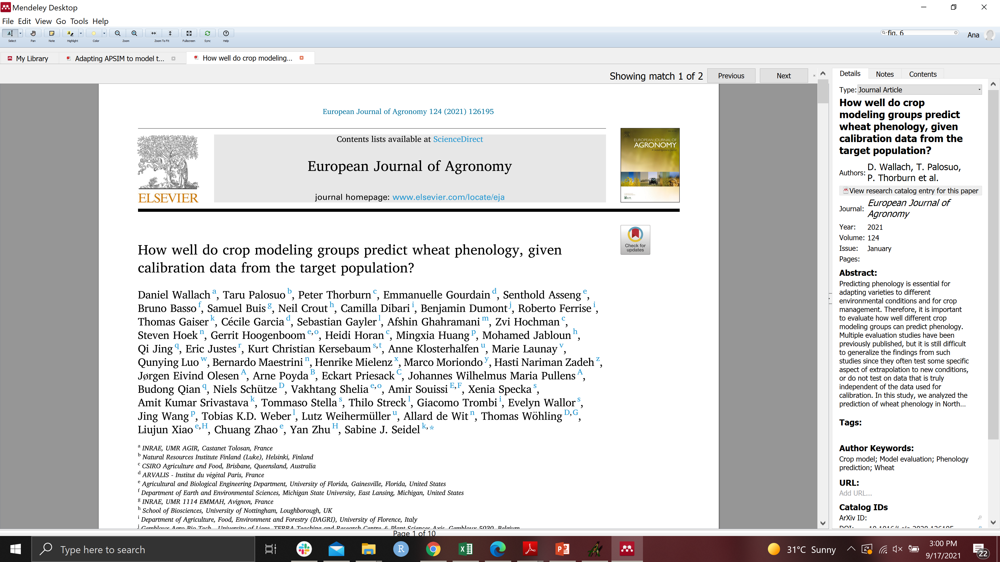 Mendeley Desktop
File Edit View Go Tools Help
Select Pan Note Highlight Color Zoom Zoom To Fit Fullscreen Sync Help
fig. 6
Ana
My Library
Adapting APSIM to model t...
How well do crop modeling...
Showing match 1 of 2 Previous Next
European Journal of Agronomy 124 (2021) 126195
Contents lists available at ScienceDirect
European Journal of Agronomy
journal homepage: www.elsevier.com/locate/eja
NON SOLUS
ELSEVIER
EUROPEAN JOURNAL OF
AGRONOMY
A Global Agronomy Journal
Check for
updates
How well do crop modeling groups predict wheat phenology, given
calibration data from the target population?
Daniel Wallach a, Taru Palosuo b, Peter Thorburn c, Emmanuelle Gourdain d, Senthold Asseng e,
Bruno Basso f, Samuel Buis g, Neil Crout h, Camilla Dibari i, Benjamin Dumont j, Roberto Ferrise i,
Thomas Gaiser k, Cécile Garcia d, Sebastian Gayler l, Afshin Ghahramani m, Zvi Hochman c,
Steven Hoek n, Gerrit Hoogenboom e,o, Heidi Horan c, Mingxia Huang p, Mohamed Jabloun h,
Qi Jing q, Eric Justes r, Kurt Christian Kersebaum s,t, Anne Klosterhalfen u, Marie Launay v,
Qunying Luo w, Bernardo Maestrini n, Henrike Mielenz x, Marco Moriondo y, Hasti Nariman Zadeh z,
Jørgen Eivind Olesen A, Arne Poyda B, Eckart Priesack C, Johannes Wilhelmus Maria Pullens A,
Budong Qian q, Niels Schütze D, Vakhtang Shelia e,o, Amir Souissi E,F, Xenia Specka s,
Amit Kumar Srivastava k, Tommaso Stella s, Thilo Streck l, Giacomo Trombi i, Evelyn Wallor s,
Jing Wang p, Tobias K.D. Weber l, Lutz Weihermüller u, Allard de Wit n, Thomas Wöhling D,G,
Liujun Xiao e,H, Chuang Zhao e, Yan Zhu H, Sabine J. Seidel k,*
a INRAE, UMR AGIR, Castanet Tolosan, France
b Natural Resources Institute Finland (Luke), Helsinki, Finland
c CSIRO Agriculture and Food, Brisbane, Queensland, Australia
d ARVALIS - Institut du végétal Paris, France
e Agricultural and Biological Engineering Department, University of Florida, Gainesville, Florida, United States
f Department of Earth and Environmental Sciences, Michigan State University, East Lansing, Michigan, United States
g INRAE, UMR 1114 EMMAH, Avignon, France
h School of Biosciences, University of Nottingham, Loughborough, UK
i Department of Agriculture, Food, Environment and Forestry (DAGRI), University of Florence, Italy
j Gembloux Agro-Bio Tech, University of Liege, TERRA Teaching and Research Centre & Plant Sciences Axis, Gembloux 5030, Belgium
Page 1 of 10
Details Notes Contents
Type: Journal Article
How well do crop
modeling groups predict
wheat phenology, given
calibration data from the
target population?
Authors: D. Wallach, T. Palosuo,
P. Thorburn et al.
View research catalog entry for this paper
Journal: European Journal of
Agronomy
Year: 2021
Volume: 124
Issue: January
Pages:
Abstract:
Predicting phenology is essential for
adapting varieties to different
environmental conditions and for crop
management. Therefore, it is important
to evaluate how well different crop
modeling groups can predict phenology.
Multiple evaluation studies have been
previously published, but it is still difficult
to generalize the findings from such
studies since they often test some specific
aspect of extrapolation to new conditions,
or do not test on data that is truly
independent of the data used for
calibration. In this study, we analyzed the
prediction of wheat phenology in North...
Tags:
Author Keywords:
Crop model; Model evaluation; Phenology
prediction; Wheat
URL:
Add URL...
Catalog IDs
ArXiv ID:
DOI: 10.1016/j.eja.2020.126195
Type here to search
31°C Sunny
3:00 PM
9/17/2021
22